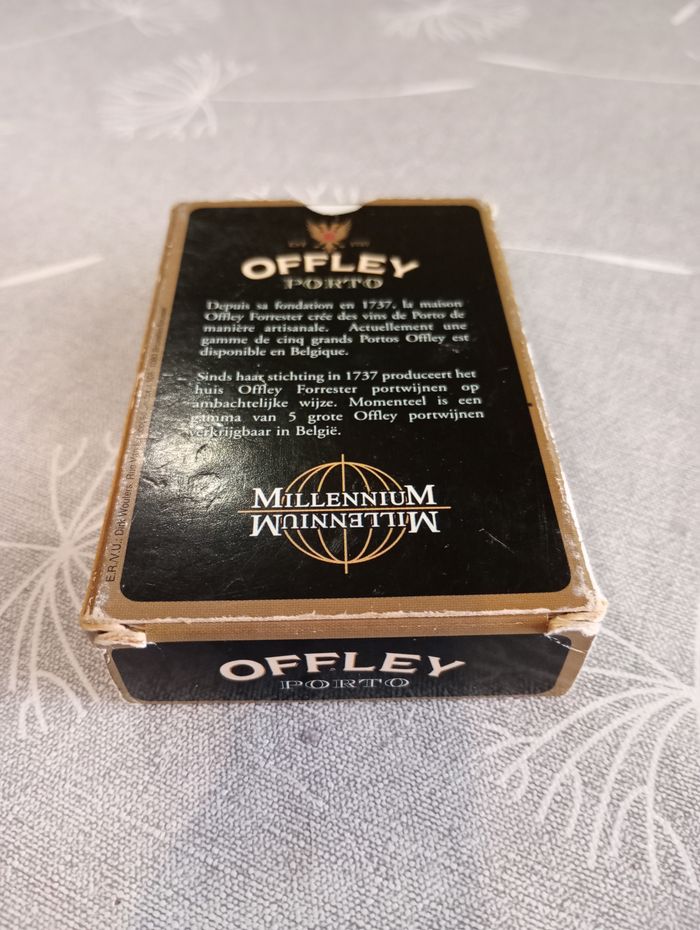 OFFLEY
PORTO
Depuis sa fondation en 1737, la maison
Offley Forrester crée des vins de Porto de
manière artisanale. Actuellement une
gamme de cinq grands Portos Offley est
disponible en Belgique.
Sinds haar stichting in 1737 produceert het
huis Offley Forrester portwijnen op
ambachtelijke wijze. Momenteel is een
gamma van 5 grote Offley portwijnen
verkrijgbaar in België.
MILLENNIUM
MILLENNIUM
E.R./V.U.: Dirk Wouters, Rue
OFFLEY
PORTO